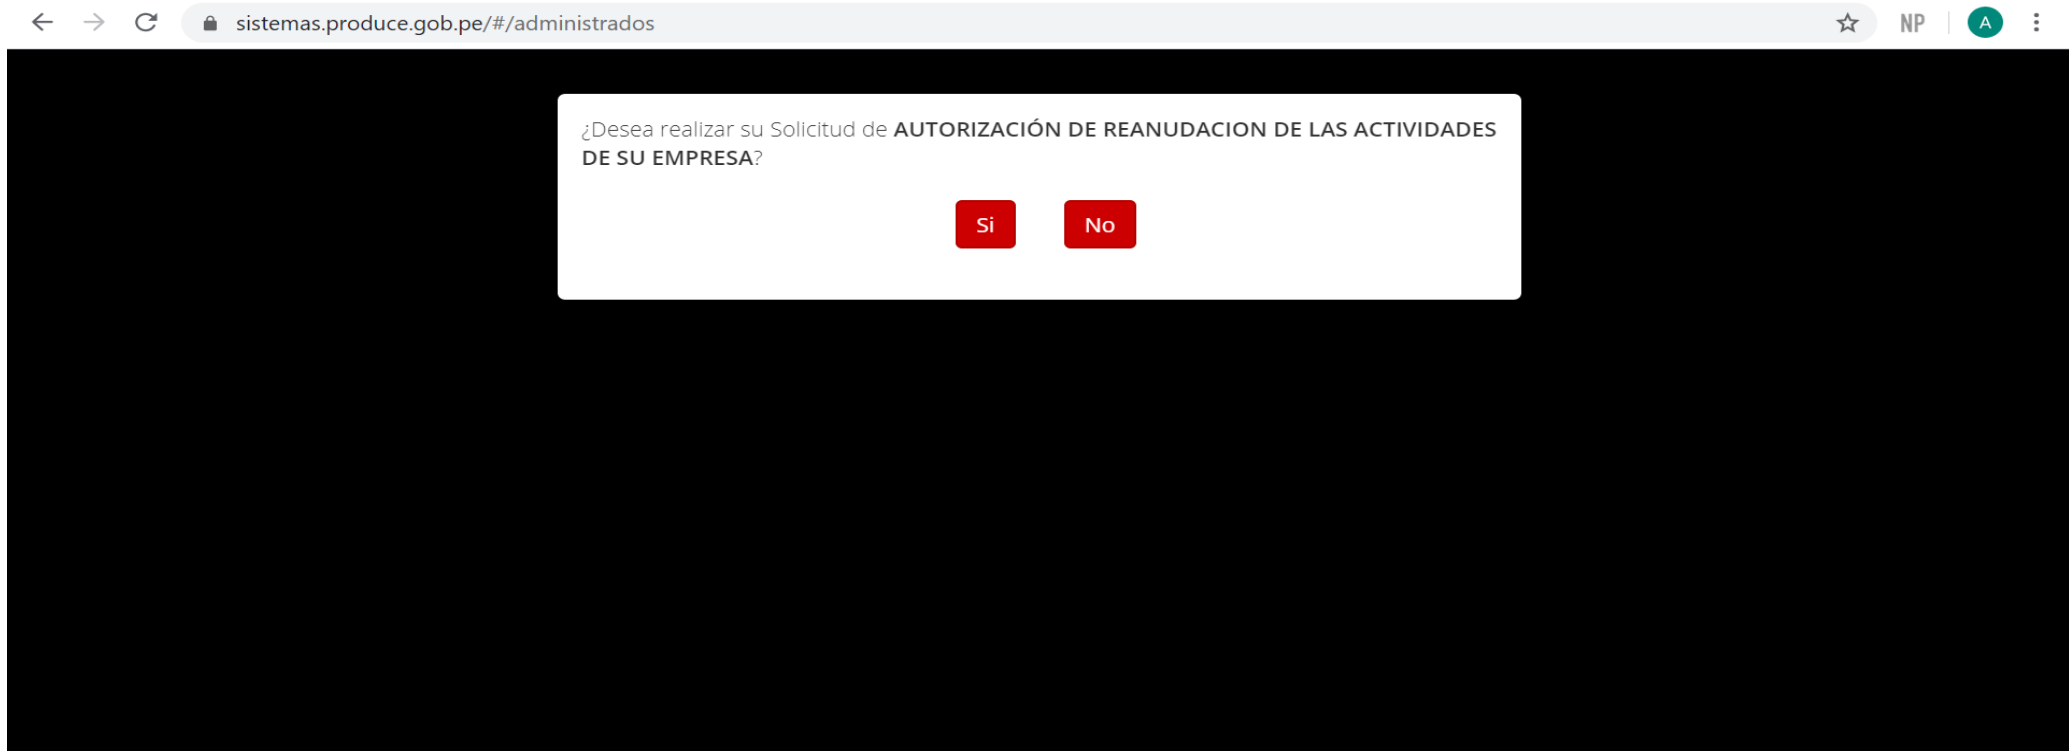 sistemas.produce.gob.pe/#/administrados
NP
A
¿Desea realizar su Solicitud de AUTORIZACIÓN DE REANUDACION DE LAS ACTIVIDADES
DE SU EMPRESA?
Si
No